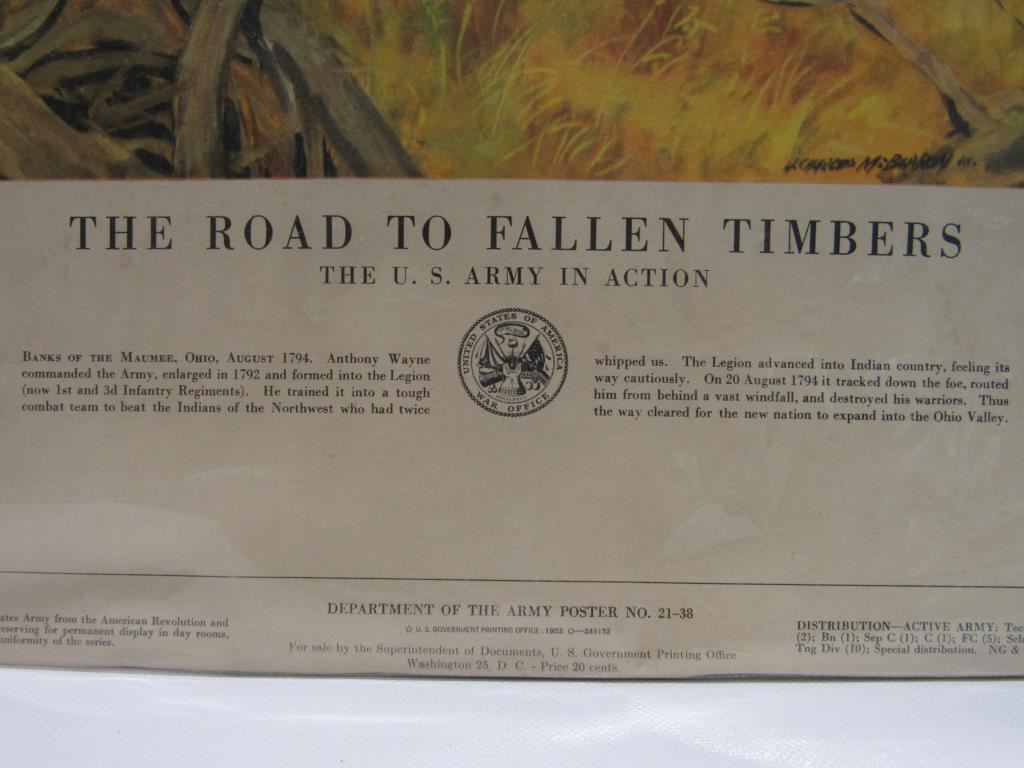 H. CHARLES McBARRON
THE ROAD TO FALLEN TIMBERS
THE U. S. ARMY IN ACTION
UNITED STATES OF AMERICA
WAR OFFICE
BANKS OF THE MAUMEE, OHIO, AUGUST 1794. Anthony Wayne
commanded the Army, enlarged in 1792 and formed into the Legion
(now 1st and 3d Infantry Regiments). He trained it into a tough
combat team to beat the Indians of the Northwest who had twice
whipped us. The Legion advanced into Indian country, feeling its
way cautiously. On 20 August 1794 it tracked down the foe, routed
him from behind a vast windfall, and destroyed his warriors. Thus
the way cleared for the new nation to expand into the Ohio Valley.
ates Army from the American Revolution and
eserving for permanent display in day rooms,
uniformity of the series.
DEPARTMENT OF THE ARMY POSTER NO. 21–38
☆ U. S. GOVERNMENT PRINTING OFFICE : 1953 O—249152
For sale by the Superintendent of Documents, U. S. Government Printing Office
Washington 25, D. C. - Price 20 cents
DISTRIBUTION—ACTIVE ARMY: Tec
(2); Bn (1); Sep C (1); C (1); FC (5); Sch
Tng Div (10); Special distribution. NG &